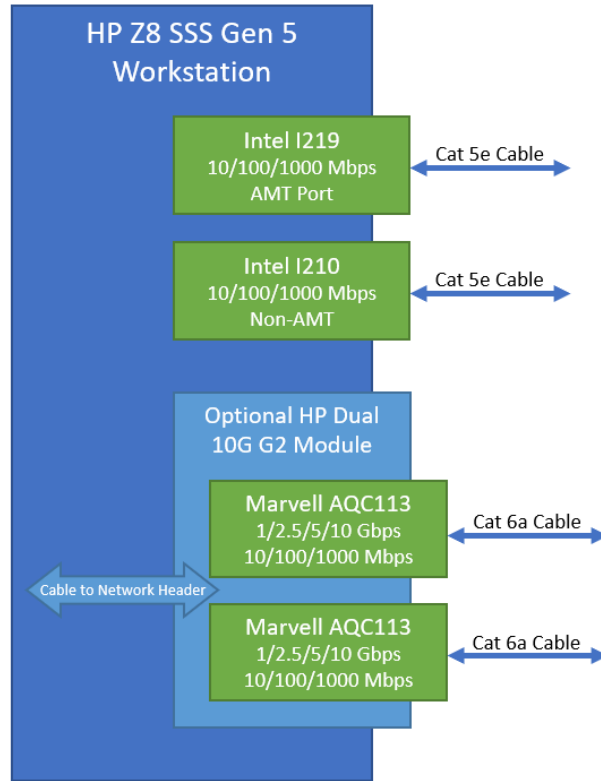 HP Z8 SSS Gen 5
Workstation
Intel I219
10/100/1000 Mbps
AMT Port
Cat 5e Cable
Intel I210
10/100/1000 Mbps
Non-AMT
Cat 5e Cable
Optional HP Dual
10G G2 Module
Marvell AQC113
1/2.5/5/10 Gbps
10/100/1000 Mbps
Cat 6a Cable
Cable to Network Header
Marvell AQC113
1/2.5/5/10 Gbps
10/100/1000 Mbps
Cat 6a Cable